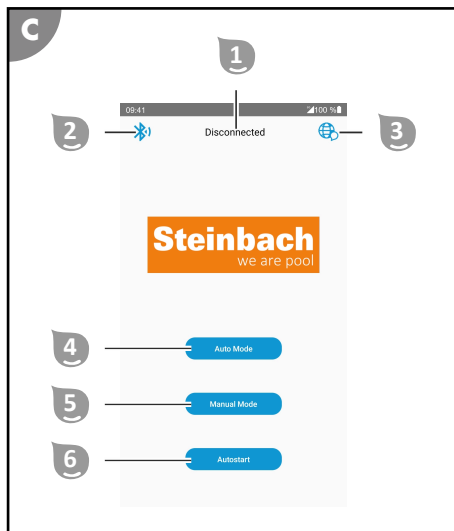 C
1
09:41
100 %
2
Disconnected
3
Steinbach
we are pool
4
Auto Mode
5
Manual Mode
6
Autostart